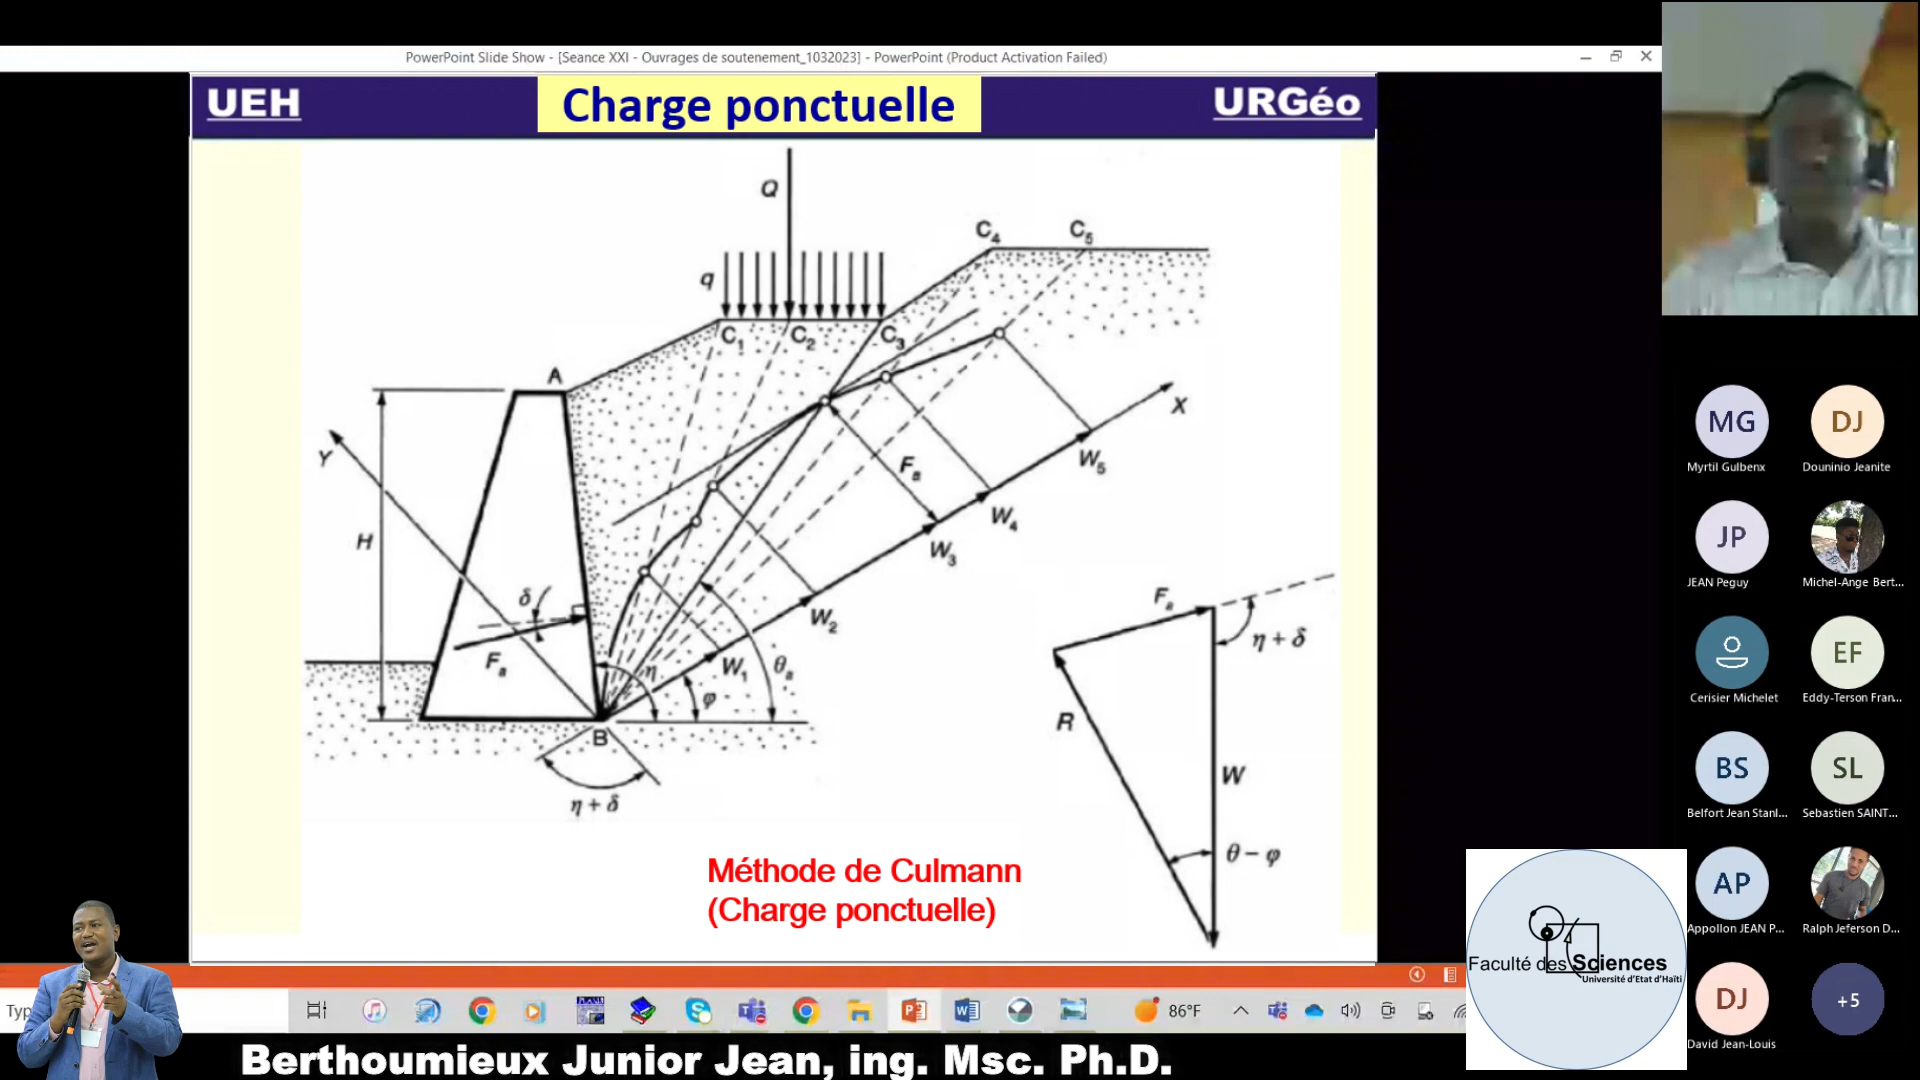 PowerPoint Slide Show - [Seance XXI - Ouvrages de soutenement_1032023] - PowerPoint (Product Activation Failed)
UEH
Charge ponctuelle
URGéo
Q
q
C₄
C₅
C₁
C₂
C₃
A
X
Y
H
Fₐ
W₅
W₄
W₃
W₂
W₁
δ
Fₐ
η
θₐ
φ
B
η + δ
Fₐ
η + δ
R
W
θ − φ
Méthode de Culmann
(Charge ponctuelle)
MG
Myrtil Gulbenx
DJ
Douninio Jeanite
JP
JEAN Peguy
Michel-Ange Bert...
Cerisier Michelet
EF
Eddy-Terson Fran...
BS
Belfort Jean Stanl...
SL
Sebastien SAINT...
AP
Appollon JEAN P...
Ralph Jeferson D...
DJ
David Jean-Louis
+5
Faculté des Sciences
Université d'Etat d'Haïti
Typ
86°F
Berthoumieux Junior Jean, ing. Msc. Ph.D.